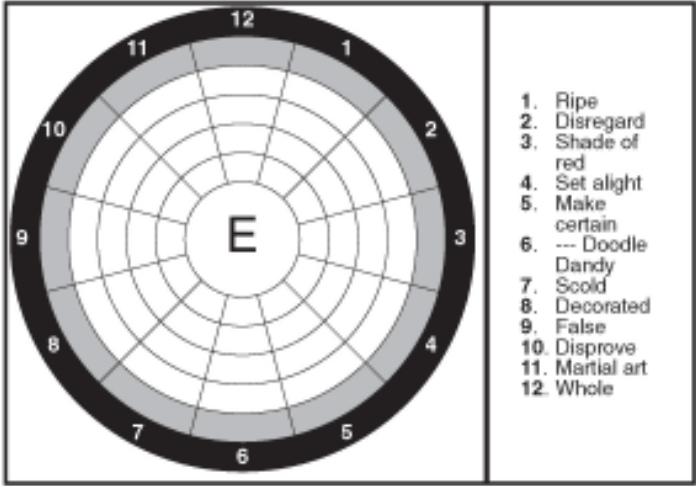 12
11
1
10
2
E
9
3
8
4
7
5
6
1. Ripe
2. Disregard
3. Shade of
red
4. Set alight
5. Make
certain
6. --- Doodle
Dandy
7. Scold
8. Decorated
9. False
10. Disprove
11. Martial art
12. Whole